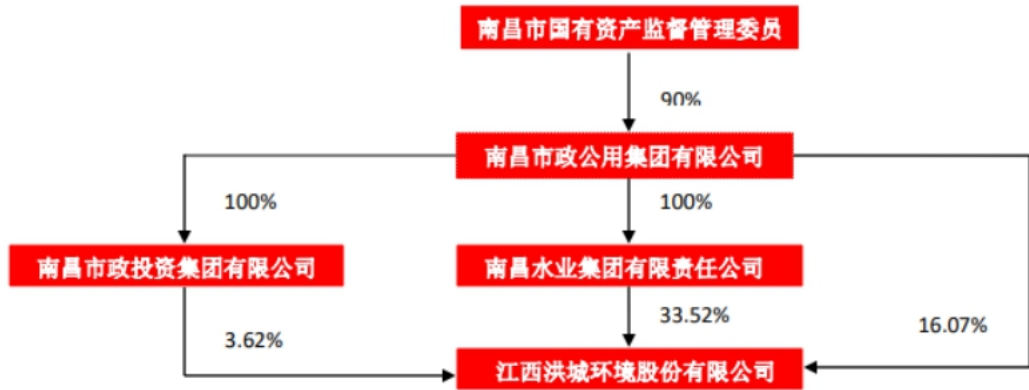 南昌市国有资产监督管理委员
90%
南昌市政公用集团有限公司
100%
100%
南昌市政投资集团有限公司
南昌水业集团有限责任公司
3.62%
33.52%
16.07%
江西洪城环境股份有限公司